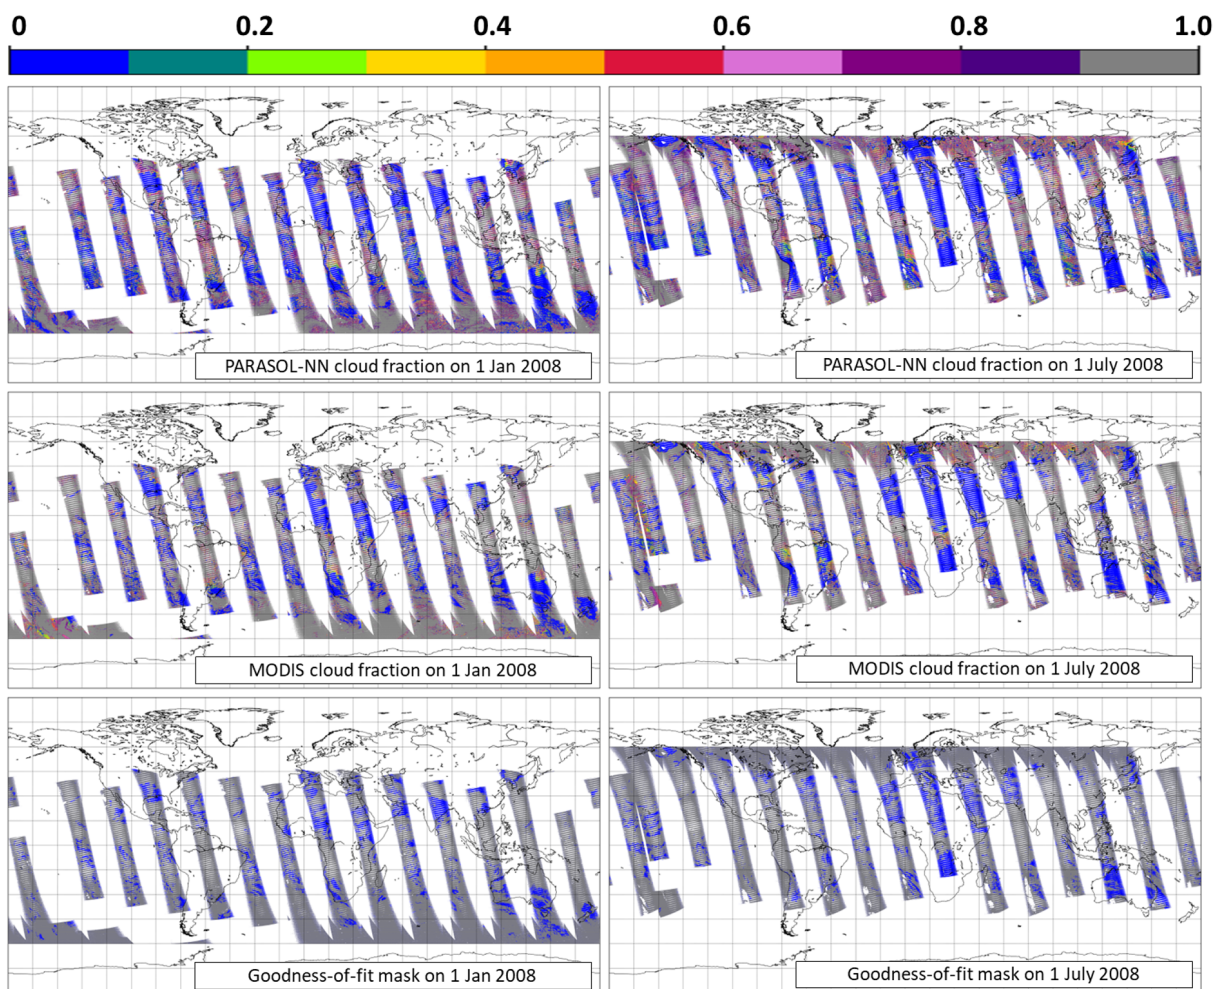 0 0.2 0.4 0.6 0.8 1.0
PARASOL-NN cloud fraction on 1 Jan 2008
PARASOL-NN cloud fraction on 1 July 2008
MODIS cloud fraction on 1 Jan 2008
MODIS cloud fraction on 1 July 2008
Goodness-of-fit mask on 1 Jan 2008
Goodness-of-fit mask on 1 July 2008